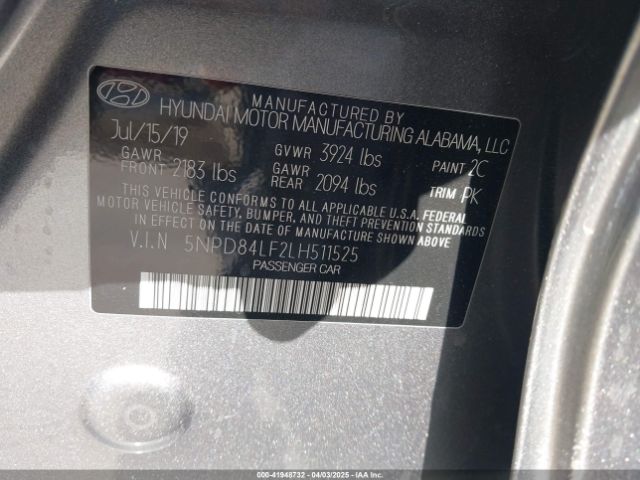 MANUFACTURED BY
HYUNDAI MOTOR MANUFACTURING ALABAMA, LLC
Jul/15/19
GAWR FRONT 2183 lbs
GVWR 3924 lbs
GAWR REAR 2094 lbs
PAINT 2C
TRIM PK
THIS VEHICLE CONFORMS TO ALL APPLICABLE U.S.A. FEDERAL
MOTOR VEHICLE SAFETY, BUMPER, AND THEFT PREVENTION STANDARDS
IN EFFECT ON THE DATE OF MANUFACTURE SHOWN ABOVE.
V.I.N 5NPD84LF2LH511525
PASSENGER CAR
000-41948732 - 04/03/2025 - IAAI.COM